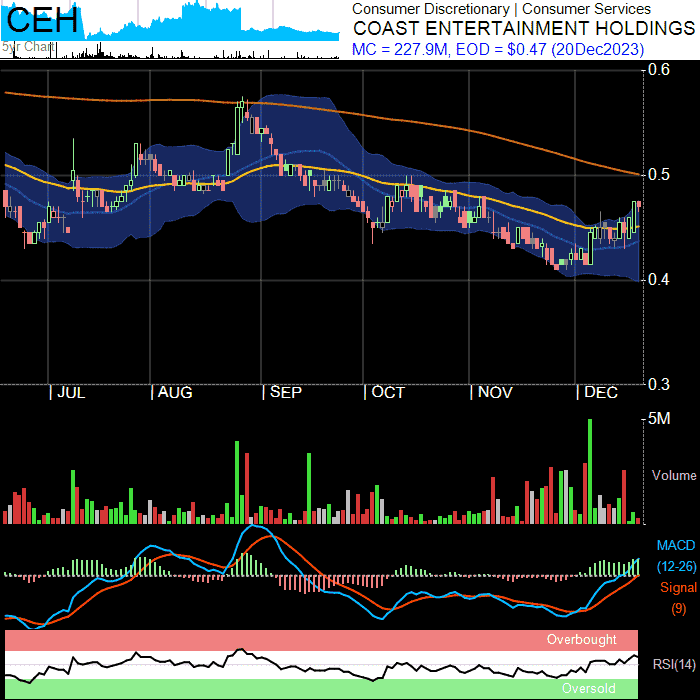 CEH
5yr Chart
Consumer Discretionary | Consumer Services
COAST ENTERTAINMENT HOLDINGS
MC = 227.9M, EOD = $0.47 (20Dec2023)
0.6
0.5
0.4
0.3
| JUL | AUG | SEP | OCT | NOV | DEC
5M
Volume
MACD
(12-26)
Signal
(9)
Overbought
RSI(14)
Oversold